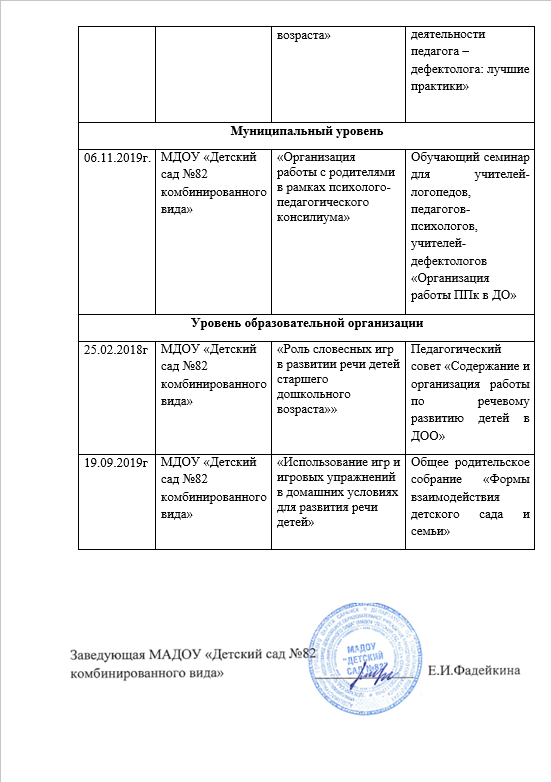 возраста»
деятельности
педагога –
дефектолога: лучшие
практики»
Муниципальный уровень
06.11.2019г.
МДОУ «Детский
сад №82
комбинированного
вида»
«Организация
работы с родителями
в рамках психолого-
педагогического
консилиума»
Обучающий семинар
для учителей-
логопедов,
педагогов-
психологов,
учителей-
дефектологов
«Организация
работы ППк в ДО»
Уровень образовательной организации
25.02.2018г
МДОУ «Детский
сад №82
комбинированного
вида»
«Роль словесных игр
в развитии речи детей
старшего
дошкольного
возраста»»
Педагогический
совет «Содержание и
организация работы
по речевому
развитию детей в
ДОО»
19.09.2019г
МДОУ «Детский
сад №82
комбинированного
вида»
«Использование игр и
игровых упражнений
в домашних условиях
для развития речи
детей»
Общее родительское
собрание «Формы
взаимодействия
детского сада и
семьи»
Заведующая МАДОУ «Детский сад №82
комбинированного вида»
МАДОУ
"ДЕТСКИЙ
САД №82"
Е.И.Фадейкина